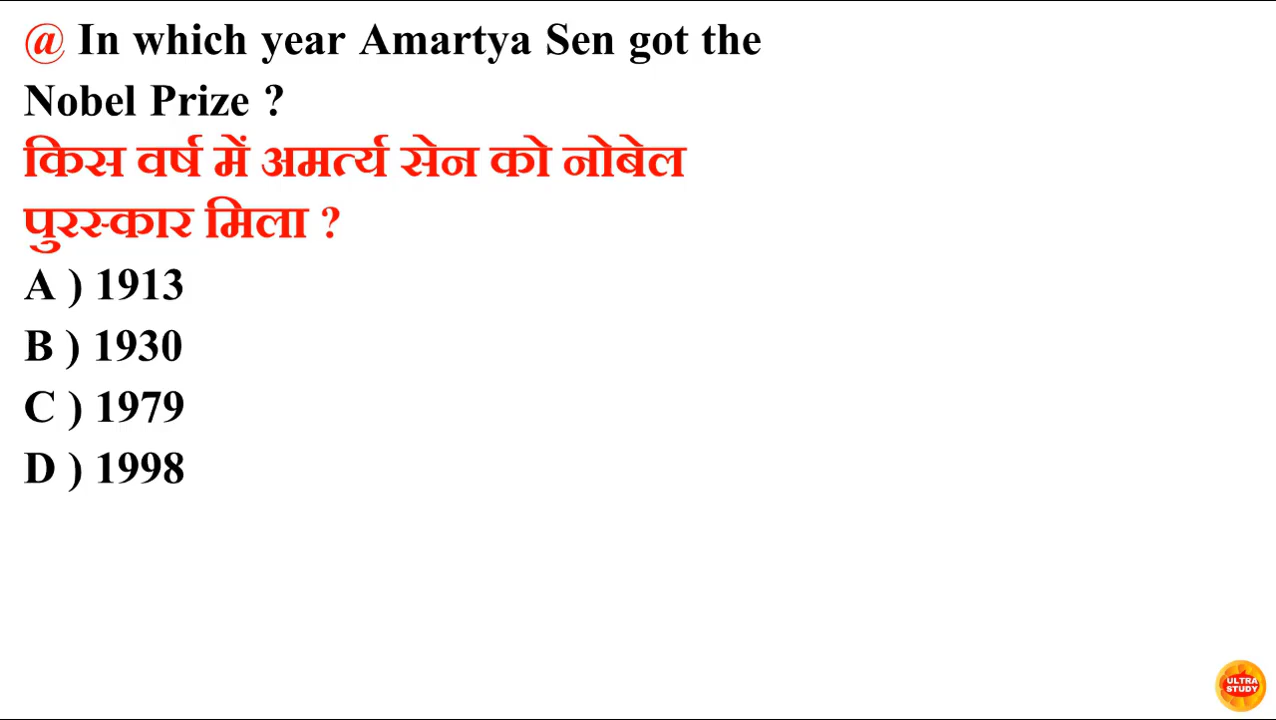 @ In which year Amartya Sen got the
Nobel Prize ?
किस वर्ष में अमर्त्य सेन को नोबेल
पुरस्कार मिला ?
A ) 1913
B ) 1930
C ) 1979
D ) 1998
ULTRA
STUDY